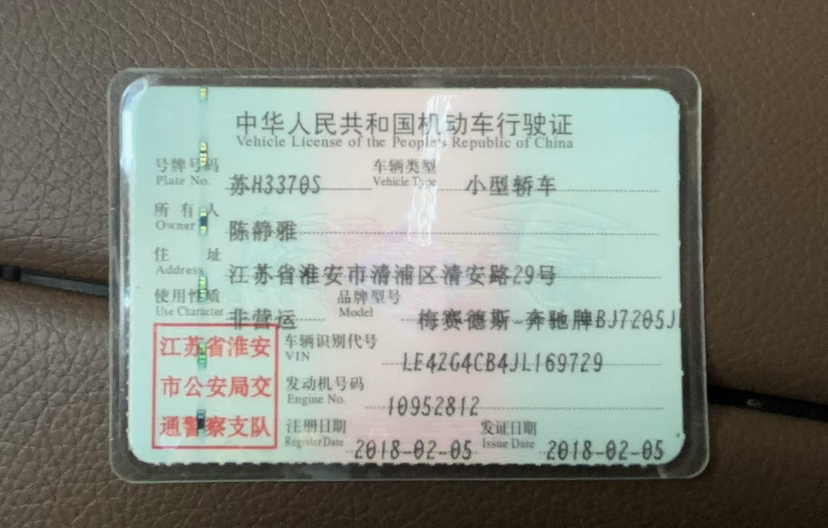 中华人民共和国机动车行驶证
Vehicle License of the People's Republic of China
号牌号码 苏H3370S 车辆类型 小型轿车
Plate No. Vehicle Type
所有人 陈静雅
Owner
住址 江苏省淮安市清浦区清安路29号
Address
使用性质 非营运 品牌型号 梅赛德斯-奔驰牌BJ7205J
Use Character Model
江苏省淮安
市公安局交
通警察支队
车辆识别代号 LE4ZG4CB4JL169729
VIN
发动机号码 10952812
Engine No.
注册日期 2018-02-05 发证日期 2018-02-05
Register Date Issue Date